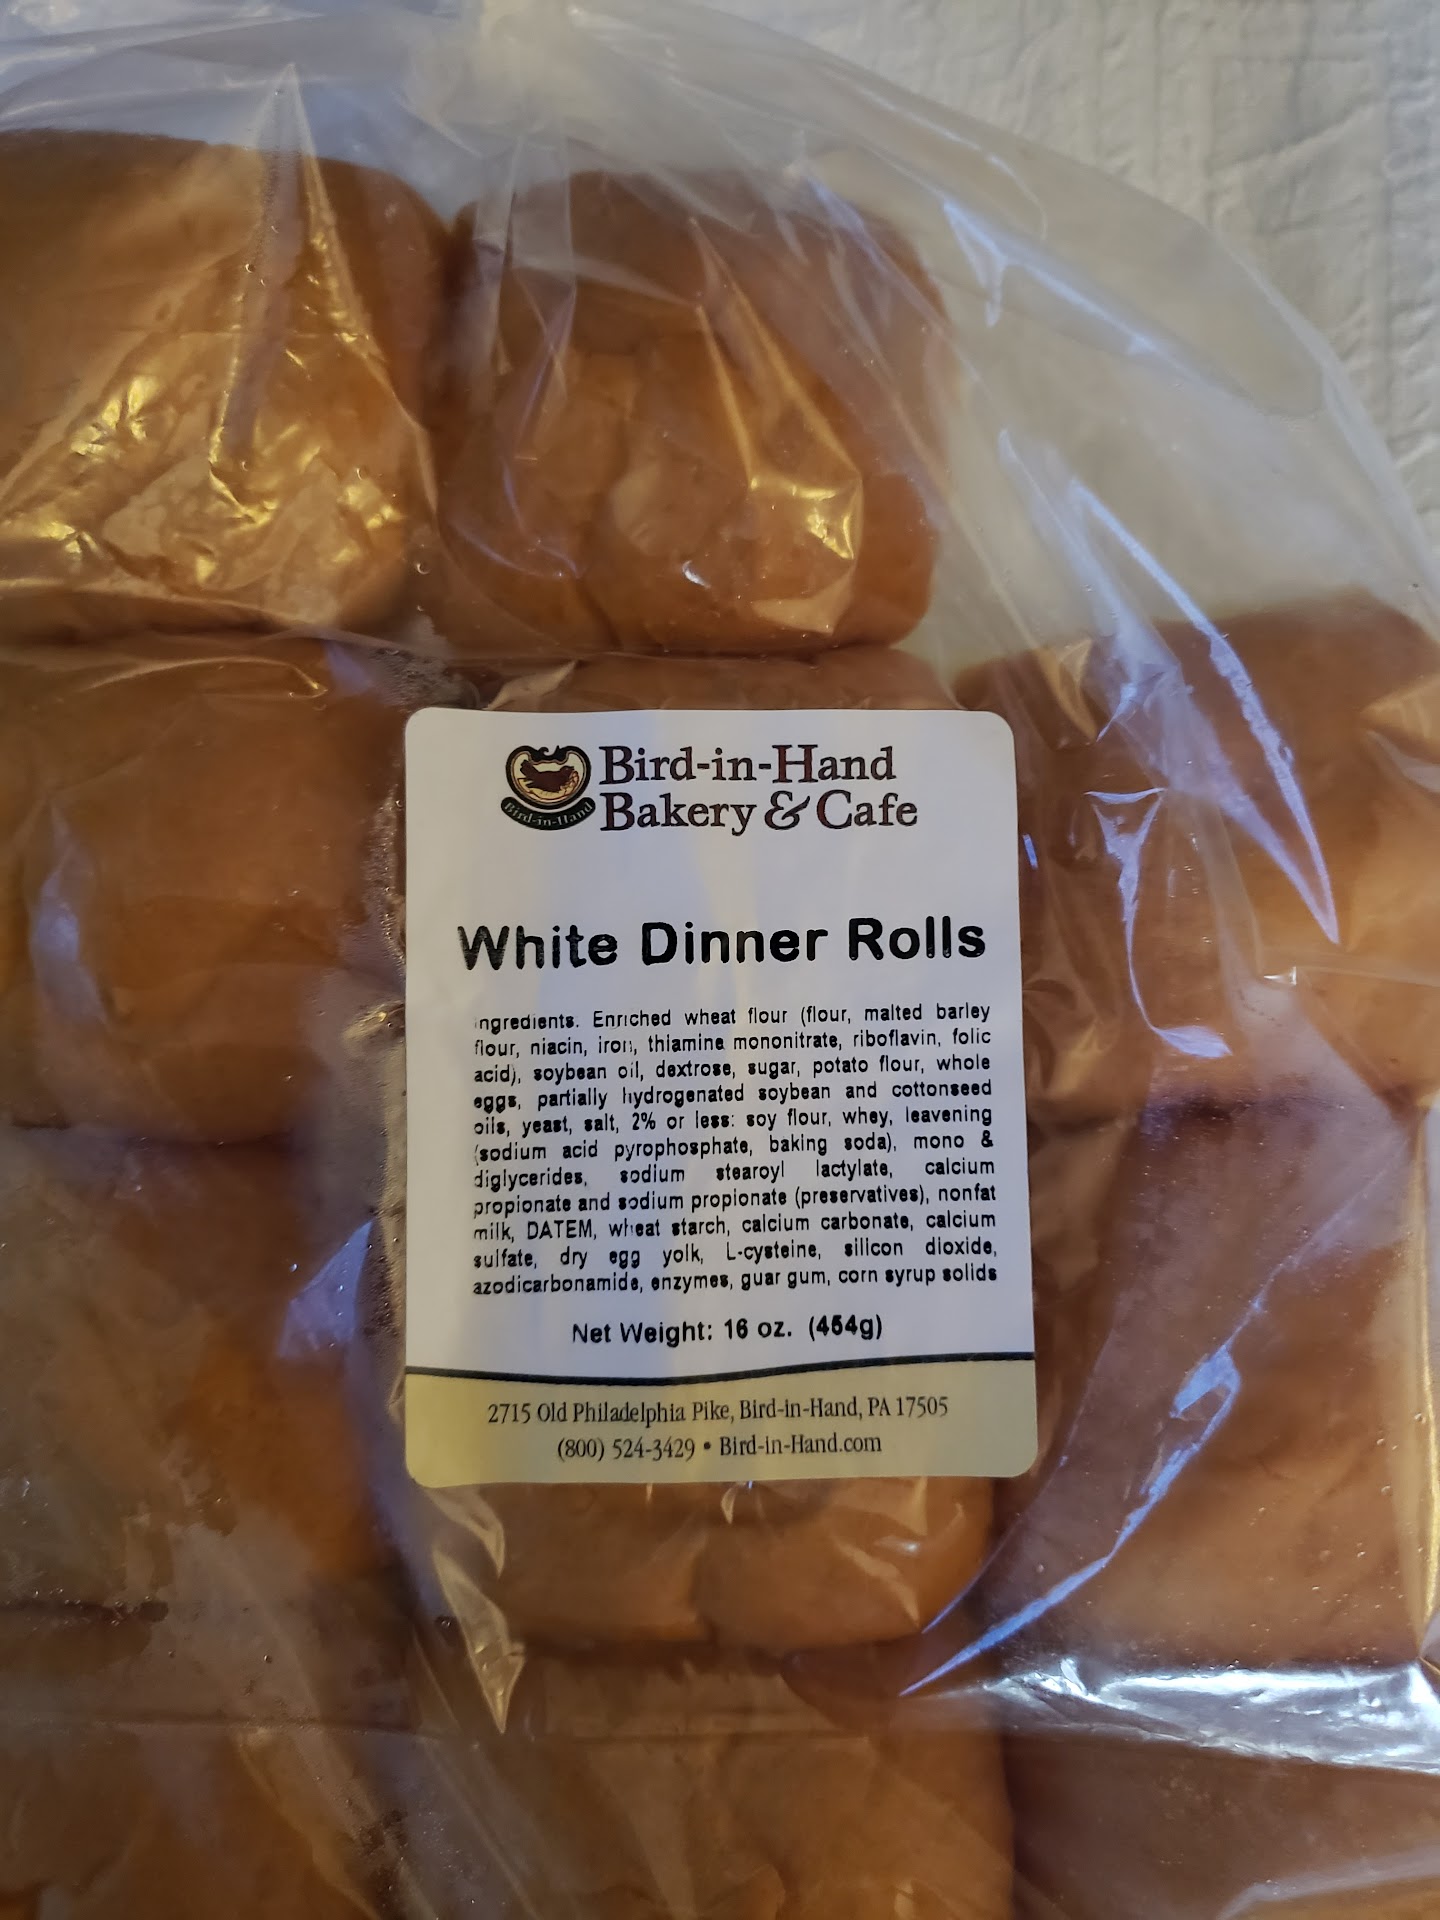 Bird-in-Hand
Bird-in-Hand
Bakery & Cafe
White Dinner Rolls
Ingredients. Enriched wheat flour (flour, malted barley
flour, niacin, iron, thiamine mononitrate, riboflavin, folic
acid), soybean oil, dextrose, sugar, potato flour, whole
eggs, partially hydrogenated soybean and cottonseed
oils, yeast, salt, 2% or less: soy flour, whey, leavening
(sodium acid pyrophosphate, baking soda), mono &
diglycerides, sodium stearoyl lactylate, calcium
propionate and sodium propionate (preservatives), nonfat
milk, DATEM, wheat starch, calcium carbonate, calcium
sulfate, dry egg yolk, L-cysteine, silicon dioxide,
azodicarbonamide, enzymes, guar gum, corn syrup solids
Net Weight: 16 oz. (454g)
2715 Old Philadelphia Pike, Bird-in-Hand, PA 17505
(800) 524-3429 • Bird-in-Hand.com